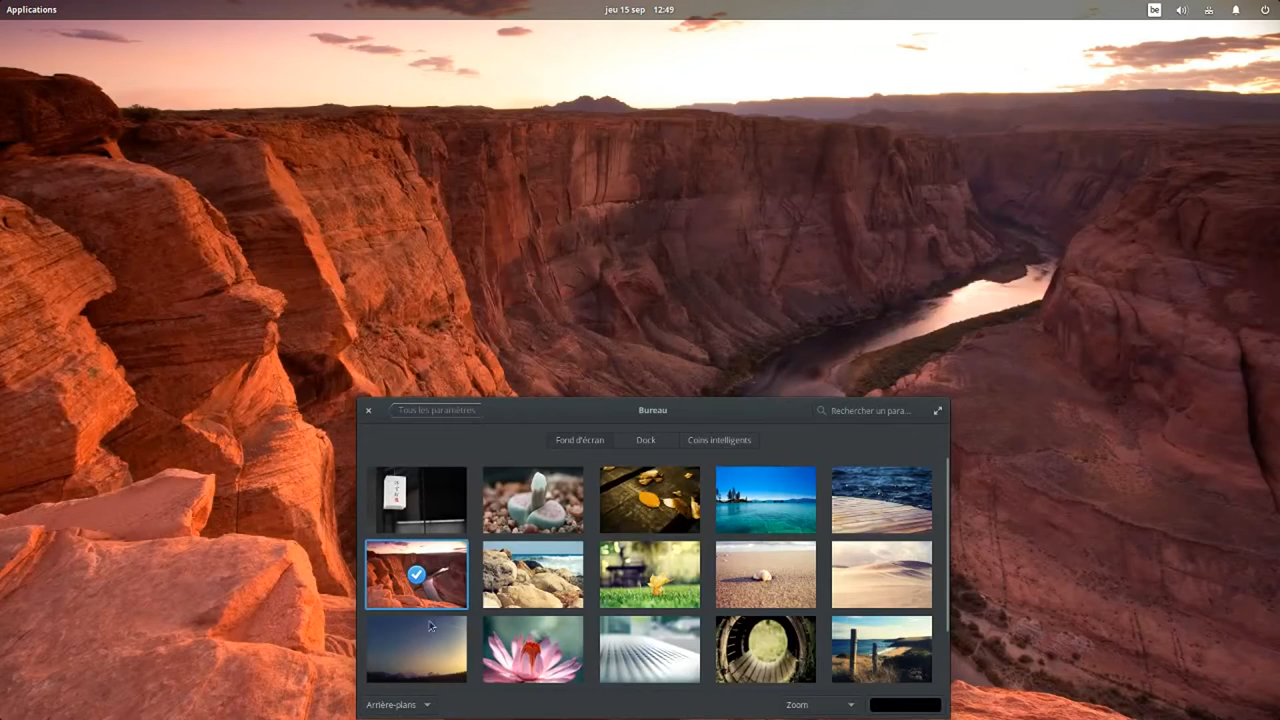 Applications
jeu 15 sep 12:49
be
Tous les paramètres
Bureau
Rechercher un para...
Fond d'écran
Dock
Coins intelligents
Arrière-plans
Zoom